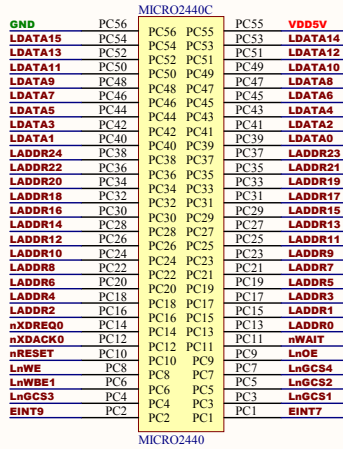 MICRO2440C
GND PC56 PC56 PC55 PC55 VDD5V
LDATA15 PC54 PC54 PC53 PC53 LDATA14
LDATA13 PC52 PC52 PC51 PC51 LDATA12
LDATA11 PC50 PC50 PC49 PC49 LDATA10
LDATA9 PC48 PC48 PC47 PC47 LDATA8
LDATA7 PC46 PC46 PC45 PC45 LDATA6
LDATA5 PC44 PC44 PC43 PC43 LDATA4
LDATA3 PC42 PC42 PC41 PC41 LDATA2
LDATA1 PC40 PC40 PC39 PC39 LDATA0
LADDR24 PC38 PC38 PC37 PC37 LADDR23
LADDR22 PC36 PC36 PC35 PC35 LADDR21
LADDR20 PC34 PC34 PC33 PC33 LADDR19
LADDR18 PC32 PC32 PC31 PC31 LADDR17
LADDR16 PC30 PC30 PC29 PC29 LADDR15
LADDR14 PC28 PC28 PC27 PC27 LADDR13
LADDR12 PC26 PC26 PC25 PC25 LADDR11
LADDR10 PC24 PC24 PC23 PC23 LADDR9
LADDR8 PC22 PC22 PC21 PC21 LADDR7
LADDR6 PC20 PC20 PC19 PC19 LADDR5
LADDR4 PC18 PC18 PC17 PC17 LADDR3
LADDR2 PC16 PC16 PC15 PC15 LADDR1
nXDREQ0 PC14 PC14 PC13 PC13 LADDR0
nXDACK0 PC12 PC12 PC11 PC11 nWAIT
nRESET PC10 PC10 PC9 PC9 LnOE
LnWE PC8 PC8 PC7 PC7 LnGCS4
LnWBE1 PC6 PC6 PC5 PC5 LnGCS2
LnGCS3 PC4 PC4 PC3 PC3 LnGCS1
EINT9 PC2 PC2 PC1 PC1 EINT7
MICRO2440